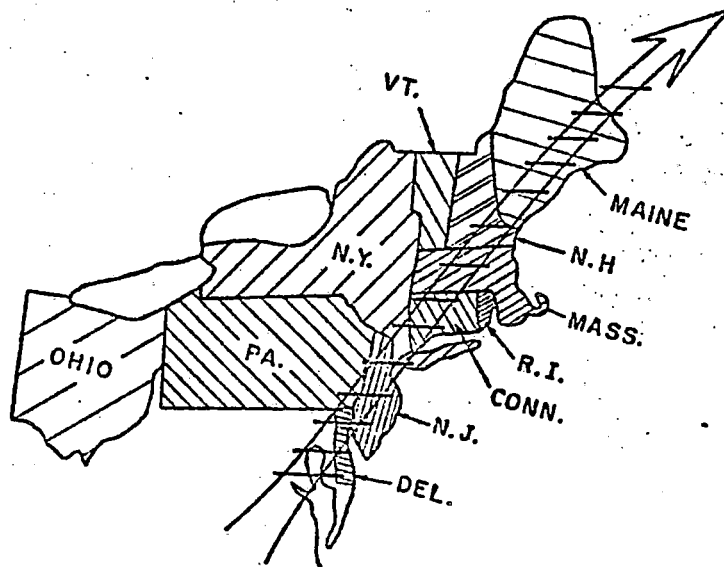 VT.
MAINE
N.Y.
N.H
MASS.
OHIO
PA.
R.I.
CONN.
N.J.
DEL.